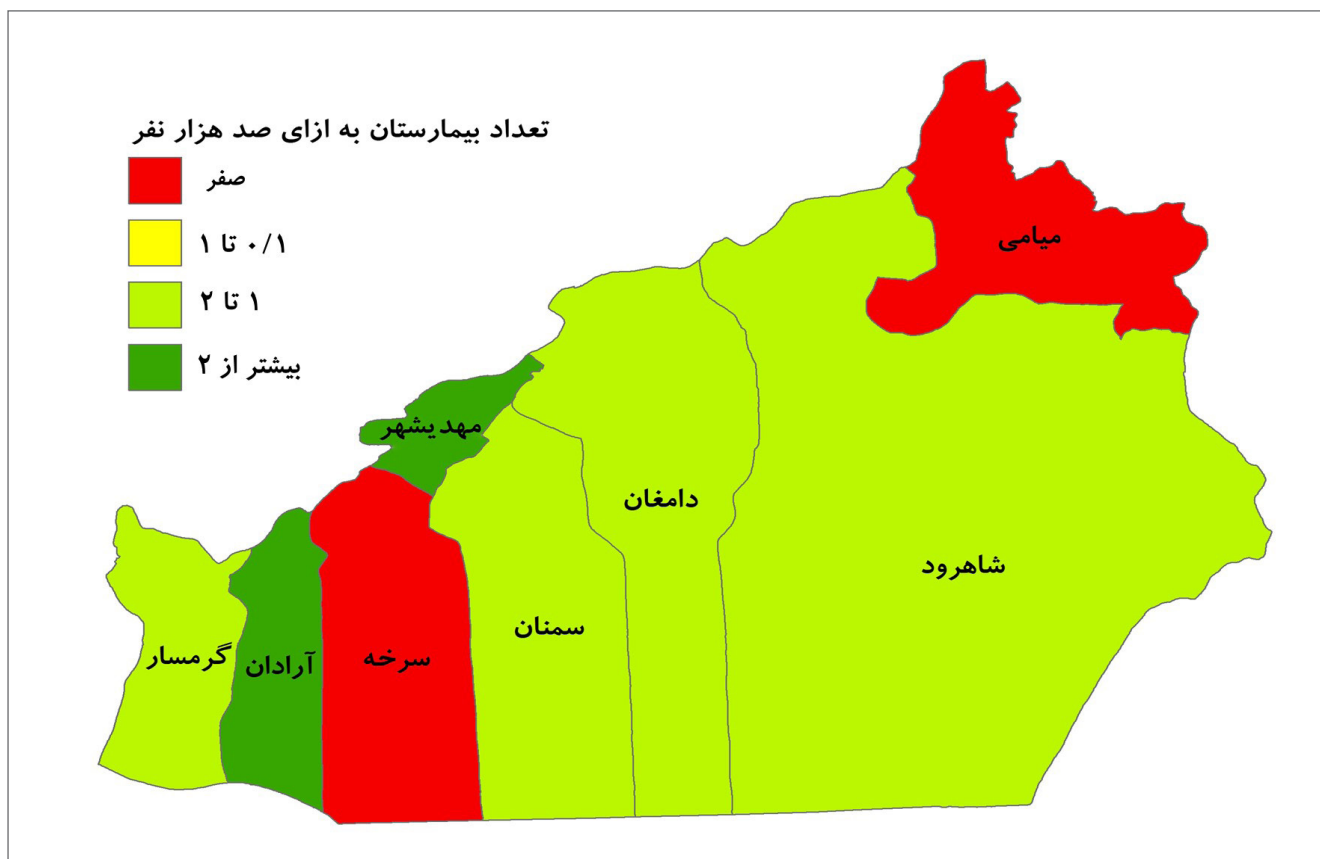 تعداد بیمارستان به ازای صد هزار نفر
صفر
۰/۱ تا ۱
۱ تا ۲
بیشتر از ۲
میامی
مهدیشهر
دامغان
شاهرود
سمنان
سرخه
آرادان
گرمسار